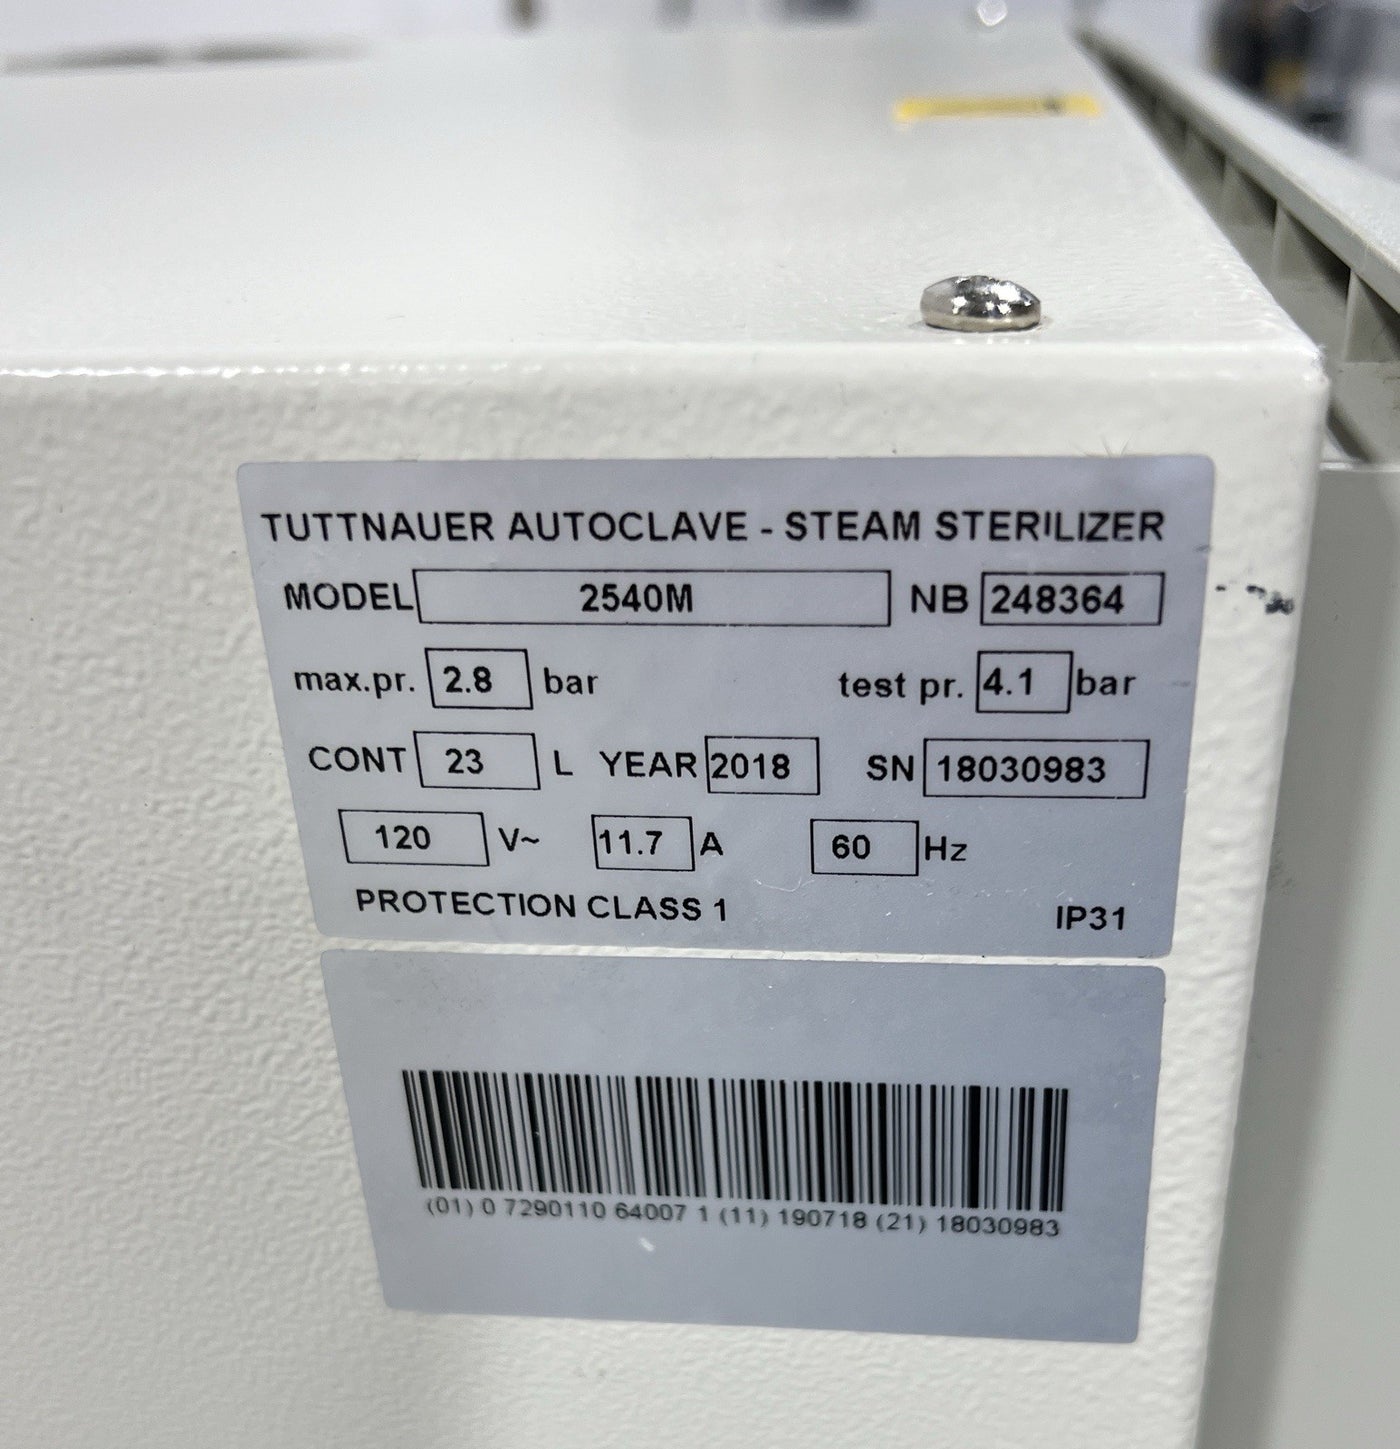 TUTTNAUER AUTOCLAVE - STEAM STERILIZER
MODEL 2540M NB 248364
max.pr. 2.8 bar test pr. 4.1 bar
CONT 23 L YEAR 2018 SN 18030983
120 V~ 11.7 A 60 Hz
PROTECTION CLASS 1 IP31
(01) 0 7290110 64007 1 (11) 190718 (21) 18030983